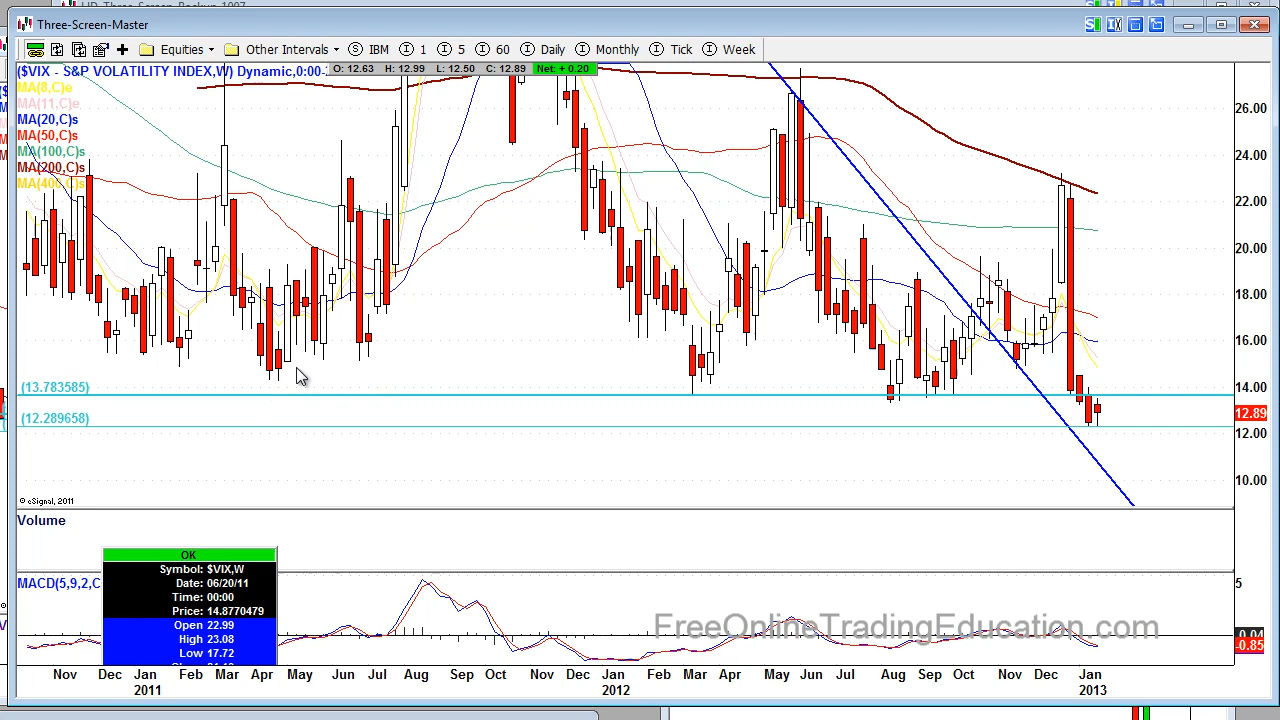 Three-Screen-Master
Equities Other Intervals IBM 1 5 60 Daily Monthly Tick Week
($VIX - S&P VOLATILITY INDEX,W) Dynamic,0:00-
O: 12.63 H: 12.99 L: 12.50 C: 12.89 Net: + 0.20
MA(8,C)e
MA(11,C)e
MA(20,C)s
MA(50,C)s
MA(100,C)s
MA(200,C)s
MA(400,C)s
26.00
24.00
22.00
20.00
18.00
16.00
14.00
12.89
12.00
10.00
(13.783585)
(12.289658)
© eSignal, 2011
Volume
OK
Symbol: $VIX,W
Date: 06/20/11
Time: 00:00
Price: 14.8770479
Open 22.99
High 23.08
Low 17.72
MACD(5,9,2,C
5
-0.85
FreeOnlineTradingEducation.com
Nov Dec Jan Feb Mar Apr May Jun Jul Aug Sep Oct Nov Dec Jan Feb Mar Apr May Jun Jul Aug Sep Oct Nov Dec Jan
2011 2012 2013